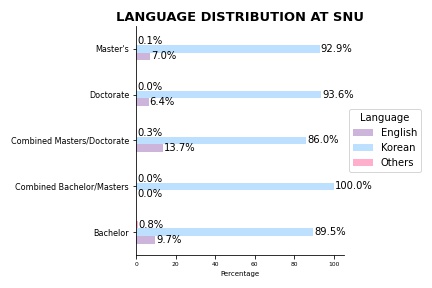 LANGUAGE DISTRIBUTION AT SNU
0.1%
Master's
92.9%
7.0%
0.0%
Doctorate
93.6%
6.4%
0.3%
Combined Masters/Doctorate
86.0%
13.7%
0.0%
Combined Bachelor/Masters
100.0%
0.0%
0.8%
Bachelor
89.5%
9.7%
0
20
40
60
80
100
Percentage
Language
English
Korean
Others